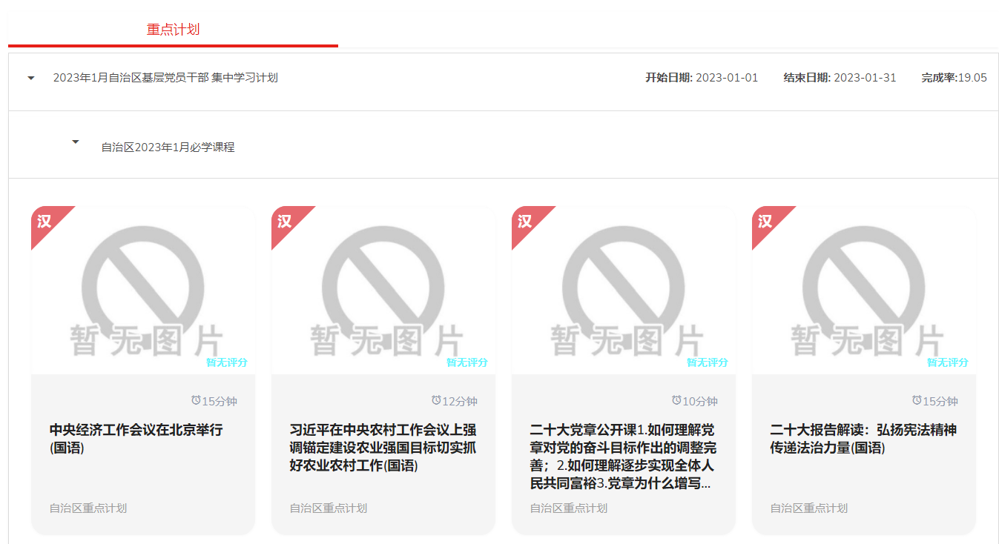 重点计划
2023年1月自治区基层党员干部 集中学习计划 开始日期: 2023-01-01 结束日期: 2023-01-31 完成率:19.05
自治区2023年1月必学课程
汉 汉 汉 汉
暂无图片 暂无图片 暂无图片 暂无图片
暂无评分 暂无评分 暂无评分 暂无评分
15分钟 12分钟 10分钟 15分钟
中央经济工作会议在北京举行
(国语)
习近平在中央农村工作会议上强
调锚定建设农业强国目标切实抓
好农业农村工作(国语)
二十大党章公开课1.如何理解党
章对党的奋斗目标作出的调整完
善；2.如何理解逐步实现全体人
民共同富裕3.党章为什么增写...
二十大报告解读：弘扬宪法精神
传递法治力量(国语)
自治区重点计划 自治区重点计划 自治区重点计划 自治区重点计划